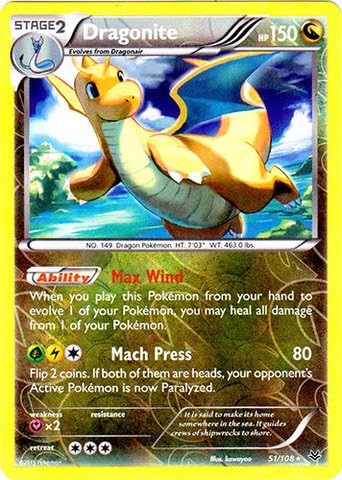 STAGE2
Dragonite
HP150
Evolves from Dragonair
NO. 149 Dragon Pokémon. HT: 7'03" WT: 463.0 lbs.
Ability Max Wind
When you play this Pokémon from your hand to
evolve 1 of your Pokémon, you may heal all damage
from 1 of your Pokémon.
Mach Press 80
Flip 2 coins. If both of them are heads, your opponent's
Active Pokémon is now Paralyzed.
weakness resistance
×2
retreat
It is said to make its home
somewhere in the sea. It guides
crews of shipwrecks to shore.
Illus. kawayoo
51/108